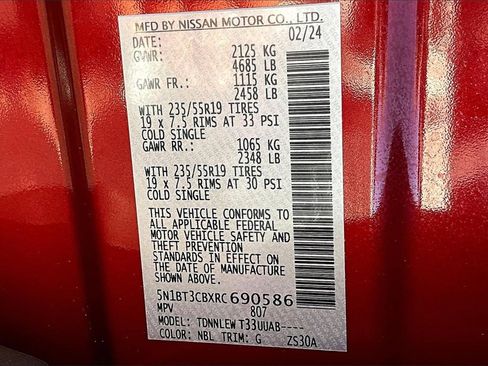 MFD BY NISSAN MOTOR CO., LTD.
DATE: 02/24
GVWR: 2125 KG
4685 LB
GAWR FR.: 1115 KG
2458 LB
WITH 235/55R19 TIRES
19 x 7.5 RIMS AT 33 PSI
COLD SINGLE
GAWR RR.: 1065 KG
2348 LB
WITH 235/55R19 TIRES
19 x 7.5 RIMS AT 30 PSI
COLD SINGLE
THIS VEHICLE CONFORMS TO
ALL APPLICABLE FEDERAL
MOTOR VEHICLE SAFETY AND
THEFT PREVENTION
STANDARDS IN EFFECT ON
THE DATE OF MANUFACTURE
5N1BT3CBXRC690586
MPV 807
MODEL: TDNNLEW T33UUAB----
COLOR: NBL TRIM: G ZS30A